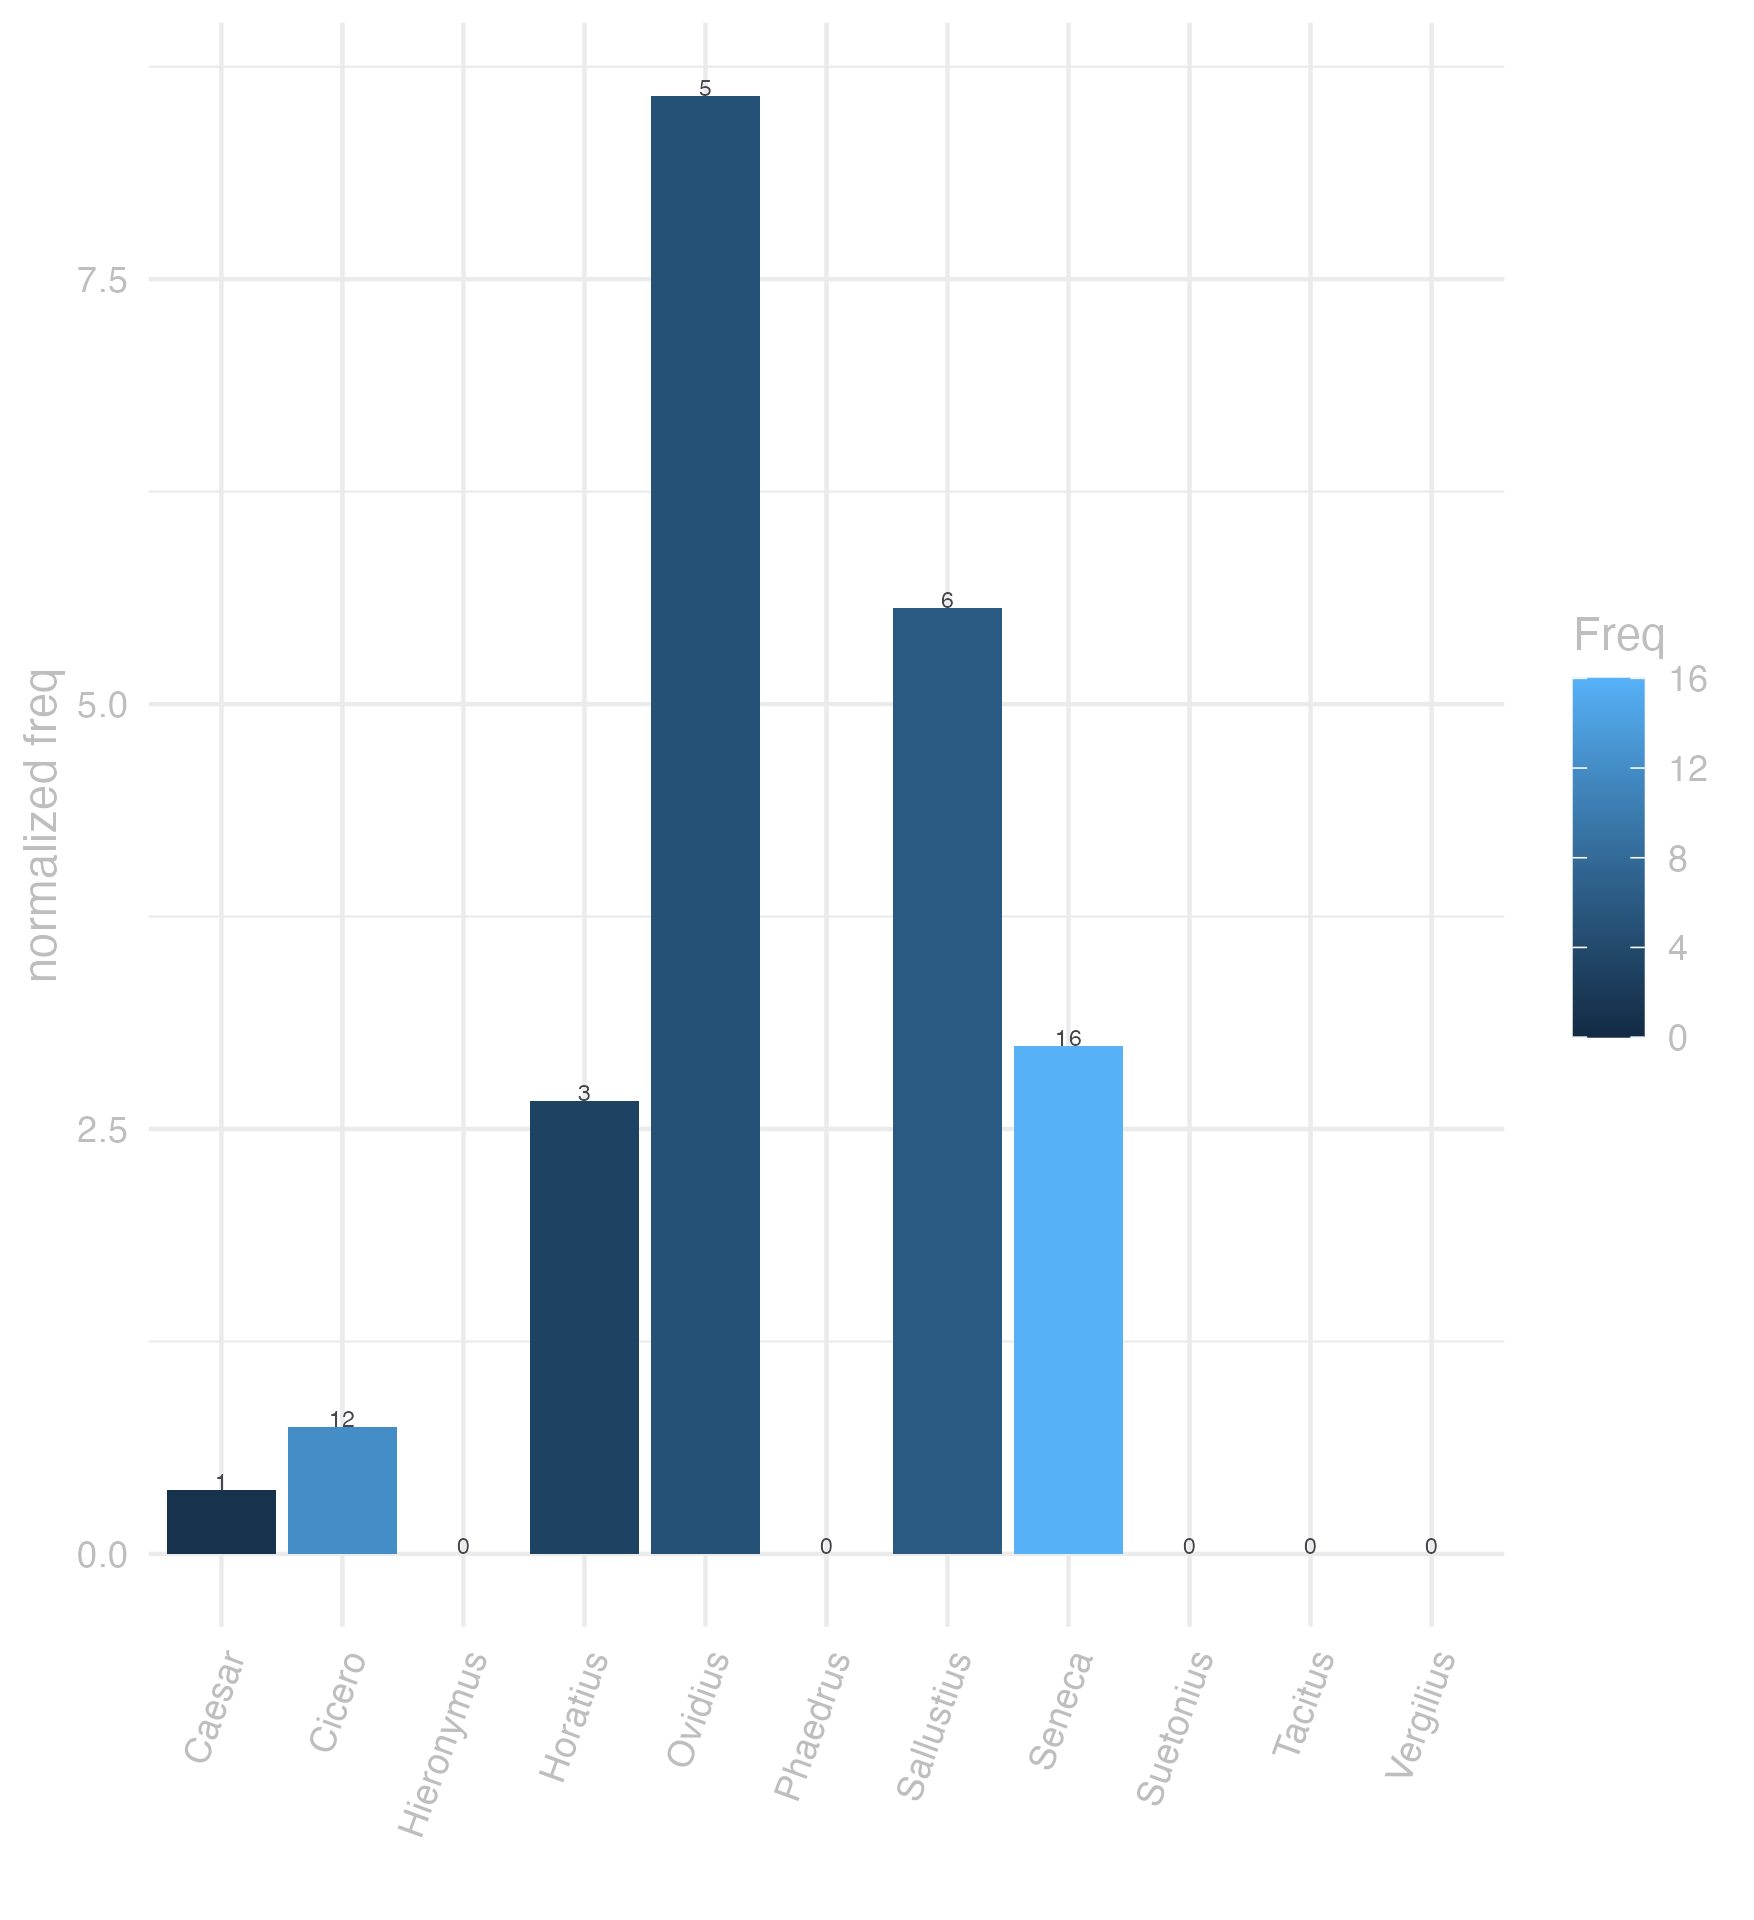 normalized freq
7.5
5.0
2.5
0.0
1
12
0
3
5
0
6
16
0
0
0
Caesar
Cicero
Hieronymus
Horatius
Ovidius
Phaedrus
Sallustius
Seneca
Suetonius
Tacitus
Vergilius
Freq
16
12
8
4
0